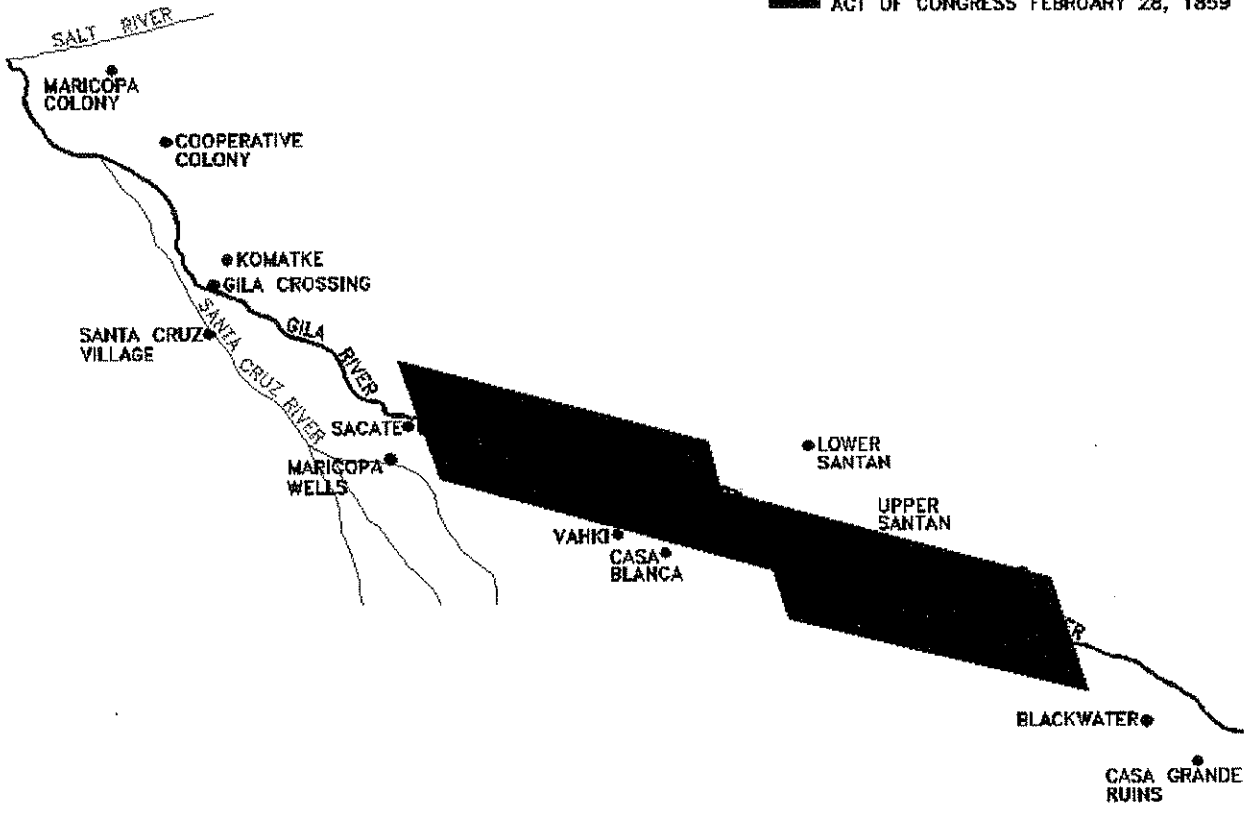 ACT OF CONGRESS FEBRUARY 28, 1859
SALT RIVER
MARICOPA
COLONY
COOPERATIVE
COLONY
KOMATKE
GILA CROSSING
SANTA CRUZ
VILLAGE
SANTA CRUZ RIVER
GILA RIVER
SACATE
MARICOPA
WELLS
LOWER
SANTAN
UPPER
SANTAN
VAHKI
CASA
BLANCA
BLACKWATER
CASA GRANDE
RUINS